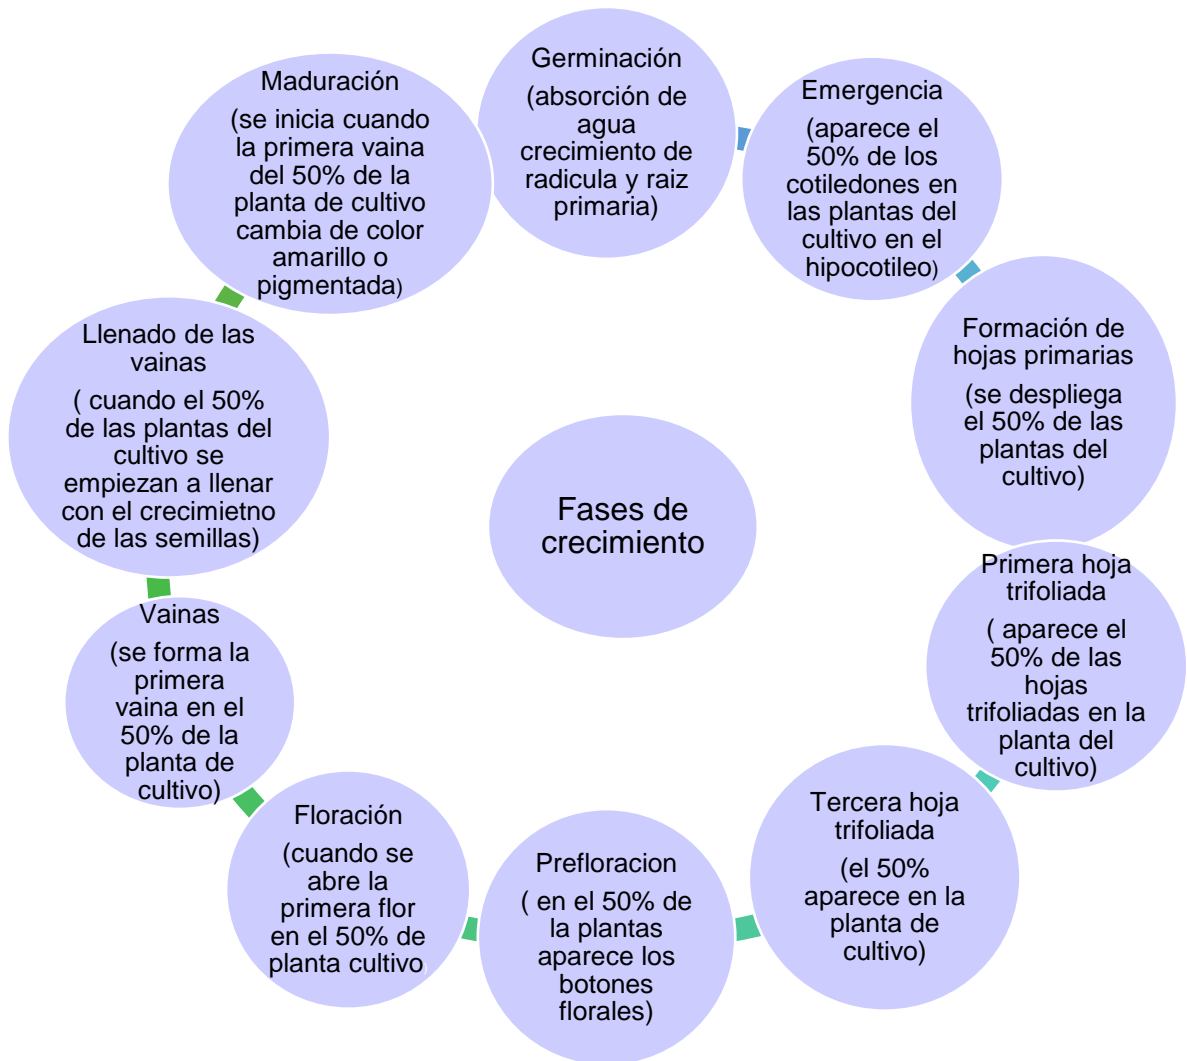 Germinación
(absorción de
agua
crecimiento de
radicula y raiz
primaria)
Emergencia
(aparece el
50% de los
cotiledones en
las plantas del
cultivo en el
hipocotileo)
Formación de
hojas primarias
(se despliega
el 50% de las
plantas del
cultivo)
Primera hoja
trifoliada
( aparece el
50% de las
hojas
trifoliadas en la
planta del
cultivo)
Tercera hoja
trifoliada
(el 50%
aparece en la
planta de
cultivo)
Prefloracion
( en el 50% de
la plantas
aparece los
botones
florales)
Floración
(cuando se
abre la
primera flor
en el 50% de
planta cultivo)
Vainas
(se forma la
primera
vaina en el
50% de la
planta de
cultivo)
Llenado de las
vainas
( cuando el 50%
de las plantas del
cultivo se
empiezan a llenar
con el crecimietno
de las semillas)
Maduración
(se inicia cuando
la primera vaina
del 50% de la
planta de cultivo
cambia de color
amarillo o
pigmentada)
Fases de
crecimiento